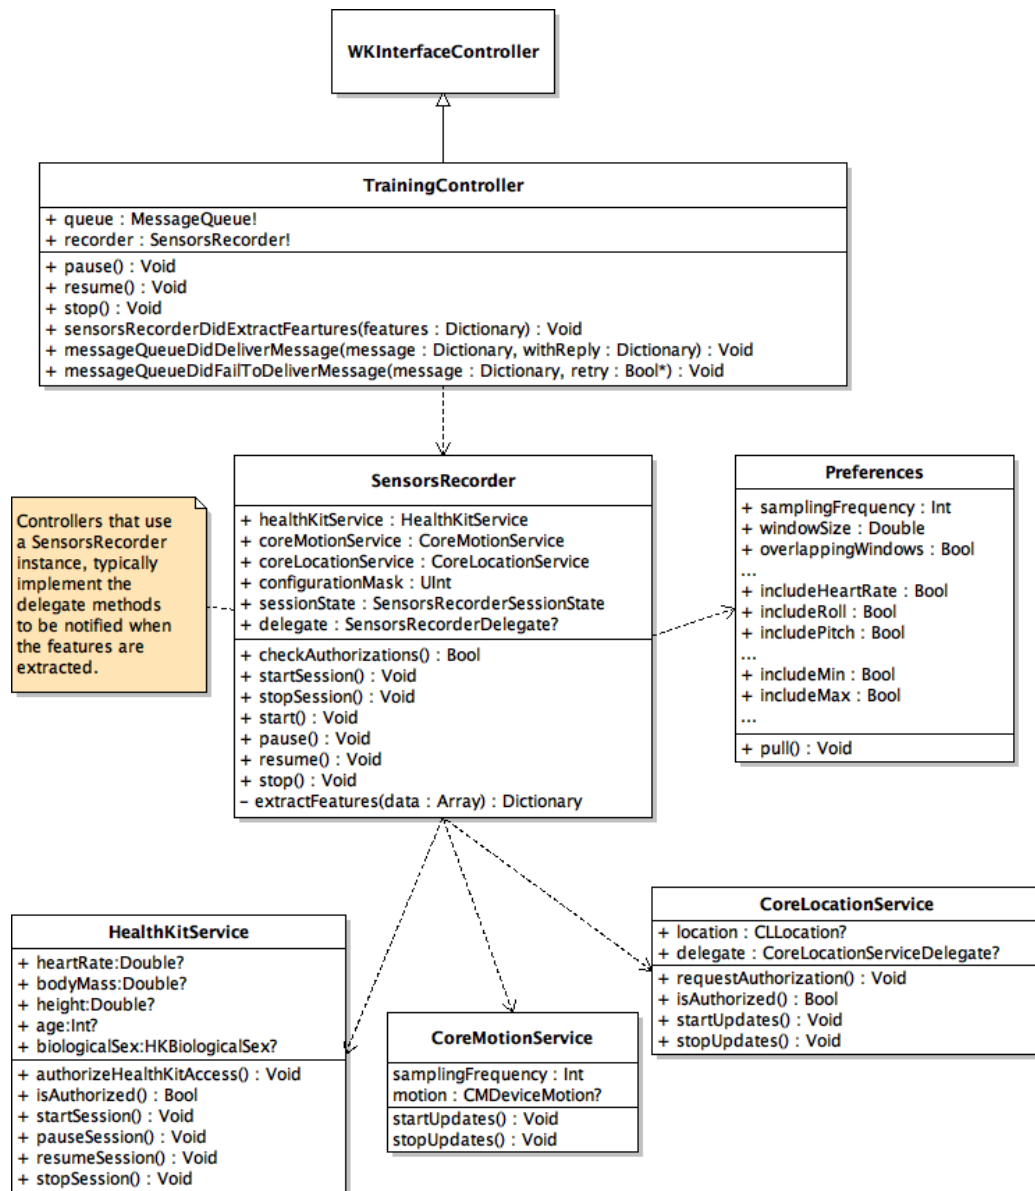 WKInterfaceController
TrainingController
+ queue : MessageQueue!
+ recorder : SensorsRecorder!
+ pause() : Void
+ resume() : Void
+ stop() : Void
+ sensorsRecorderDidExtractFeartures(features : Dictionary) : Void
+ messageQueueDidDeliverMessage(message : Dictionary, withReply : Dictionary) : Void
+ messageQueueDidFailToDeliverMessage(message : Dictionary, retry : Bool*) : Void
Controllers that use
a SensorsRecorder
instance, typically
implement the
delegate methods
to be notified when
the features are
extracted.
SensorsRecorder
+ healthKitService : HealthKitService
+ coreMotionService : CoreMotionService
+ coreLocationService : CoreLocationService
+ configurationMask : UInt
+ sessionState : SensorsRecorderSessionState
+ delegate : SensorsRecorderDelegate?
+ checkAuthorizations() : Bool
+ startSession() : Void
+ stopSession() : Void
+ start() : Void
+ pause() : Void
+ resume() : Void
+ stop() : Void
- extractFeatures(data : Array) : Dictionary
Preferences
+ samplingFrequency : Int
+ windowSize : Double
+ overlappingWindows : Bool
...
+ includeHeartRate : Bool
+ includeRoll : Bool
+ includePitch : Bool
...
+ includeMin : Bool
+ includeMax : Bool
...
+ pull() : Void
HealthKitService
+ heartRate:Double?
+ bodyMass:Double?
+ height:Double?
+ age:Int?
+ biologicalSex:HKBiologicalSex?
+ authorizeHealthKitAccess() : Void
+ isAuthorized() : Bool
+ startSession() : Void
+ pauseSession() : Void
+ resumeSession() : Void
+ stopSession() : Void
CoreMotionService
samplingFrequency : Int
motion : CMDeviceMotion?
startUpdates() : Void
stopUpdates() : Void
CoreLocationService
+ location : CLLocation?
+ delegate : CoreLocationServiceDelegate?
+ requestAuthorization() : Void
+ isAuthorized() : Bool
+ startUpdates() : Void
+ stopUpdates() : Void